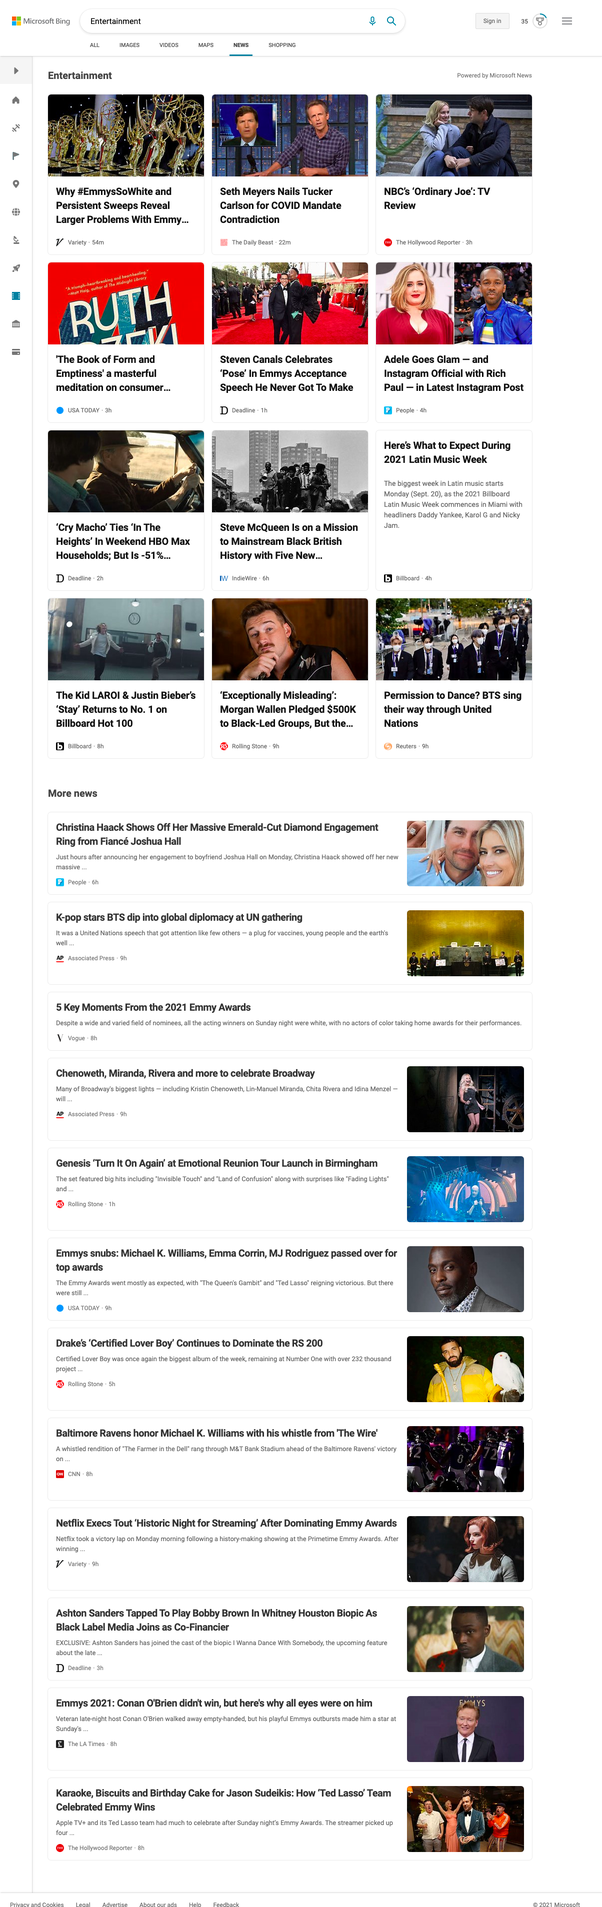 Microsoft Bing
Entertainment
Sign in
35
ALL
IMAGES
VIDEOS
MAPS
NEWS
SHOPPING
Entertainment
Powered by Microsoft News
Why #EmmysSoWhite and
Persistent Sweeps Reveal
Larger Problems With Emmy...
Variety · 54m
Seth Meyers Nails Tucker
Carlson for COVID Mandate
Contradiction
The Daily Beast · 22m
NBC's 'Ordinary Joe': TV
Review
The Hollywood Reporter · 3h
RUTH
'The Book of Form and
Emptiness' a masterful
meditation on consumer...
USA TODAY · 3h
Steven Canals Celebrates
'Pose' In Emmys Acceptance
Speech He Never Got To Make
Deadline · 1h
Adele Goes Glam — and
Instagram Official with Rich
Paul — in Latest Instagram Post
People · 4h
'Cry Macho' Ties 'In The
Heights' In Weekend HBO Max
Households; But Is -51%...
Deadline · 2h
Steve McQueen Is on a Mission
to Mainstream Black British
History with Five New...
IndieWire · 6h
Here's What to Expect During
2021 Latin Music Week
The biggest week in Latin music starts
Monday (Sept. 20), as the 2021 Billboard
Latin Music Week commences in Miami with
headliners Daddy Yankee, Karol G and Nicky
Jam.
Billboard · 4h
The Kid LAROI & Justin Bieber's
'Stay' Returns to No. 1 on
Billboard Hot 100
Billboard · 8h
'Exceptionally Misleading':
Morgan Wallen Pledged $500K
to Black-Led Groups, But the...
Rolling Stone · 9h
Permission to Dance? BTS sing
their way through United
Nations
Reuters · 9h
More news
Christina Haack Shows Off Her Massive Emerald-Cut Diamond Engagement
Ring from Fiancé Joshua Hall
Just hours after announcing her engagement to boyfriend Joshua Hall on Monday, Christina Haack showed off her new
massive ...
People · 6h
K-pop stars BTS dip into global diplomacy at UN gathering
It was a United Nations speech that got attention like few others — a plug for vaccines, young people and the earth's
well ...
AP Associated Press · 9h
5 Key Moments From the 2021 Emmy Awards
Despite a wide and varied field of nominees, all the acting winners on Sunday night were white, with no actors of color taking home awards for their performances.
Vogue · 8h
Chenoweth, Miranda, Rivera and more to celebrate Broadway
Many of Broadway's biggest lights — including Kristin Chenoweth, Lin-Manuel Miranda, Chita Rivera and Idina Menzel —
will ...
AP Associated Press · 9h
Genesis 'Turn It On Again' at Emotional Reunion Tour Launch in Birmingham
The set featured big hits including "Invisible Touch" and "Land of Confusion" along with surprises like "Fading Lights"
and ...
Rolling Stone · 1h
Emmys snubs: Michael K. Williams, Emma Corrin, MJ Rodriguez passed over for
top awards
The Emmy Awards went mostly as expected, with "The Queen's Gambit" and "Ted Lasso" reigning victorious. But there
were still ...
USA TODAY · 9h
Drake's 'Certified Lover Boy' Continues to Dominate the RS 200
Certified Lover Boy was once again the biggest album of the week, remaining at Number One with over 232 thousand
project ...
Rolling Stone · 5h
Baltimore Ravens honor Michael K. Williams with his whistle from 'The Wire'
A whistled rendition of "The Farmer in the Dell" rang through M&T Bank Stadium ahead of the Baltimore Ravens' victory
on ...
CNN · 8h
Netflix Execs Tout 'Historic Night for Streaming' After Dominating Emmy Awards
Netflix took a victory lap on Monday morning following a history-making showing at the Primetime Emmy Awards. After
winning ...
Variety · 9h
Ashton Sanders Tapped To Play Bobby Brown In Whitney Houston Biopic As
Black Label Media Joins as Co-Financier
EXCLUSIVE: Ashton Sanders has joined the cast of the biopic I Wanna Dance With Somebody, the upcoming feature
about the late ...
Deadline · 3h
Emmys 2021: Conan O'Brien didn't win, but here's why all eyes were on him
Veteran late-night host Conan O'Brien walked away empty-handed, but his playful Emmys outbursts made him a star at
Sunday's ...
The LA Times · 8h
EMMYS
Karaoke, Biscuits and Birthday Cake for Jason Sudeikis: How 'Ted Lasso' Team
Celebrated Emmy Wins
Apple TV+ and its Ted Lasso team had much to celebrate after Sunday night's Emmy Awards. The streamer picked up
four ...
The Hollywood Reporter · 8h
Privacy and Cookies
Legal
Advertise
About our ads
Help
Feedback
© 2021 Microsoft